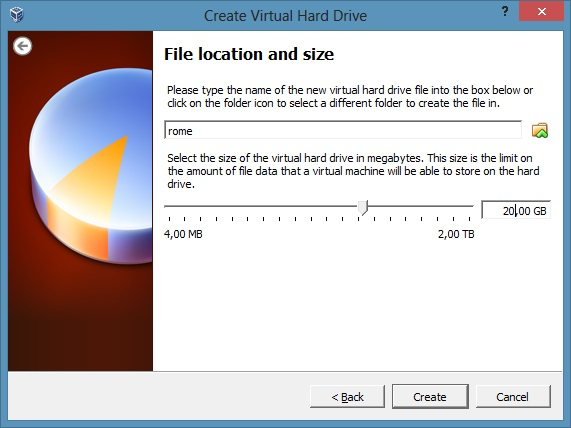 Create Virtual Hard Drive
?
File location and size
Please type the name of the new virtual hard drive file into the box below or
click on the folder icon to select a different folder to create the file in.
rome
Select the size of the virtual hard drive in megabytes. This size is the limit on
the amount of file data that a virtual machine will be able to store on the hard
drive.
20,00 GB
4,00 MB 2,00 TB
< Back Create Cancel